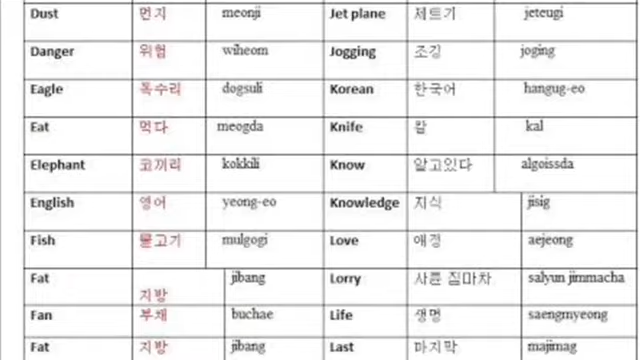 Dust 먼지 meonji Jet plane 제트기 jeteugi
Danger 위험 wiheom Jogging 조깅 joging
Eagle 독수리 dogsuli Korean 한국어 hangug-eo
Eat 먹다 meogda Knife 칼 kal
Elephant 코끼리 kokkili Know 알고있다 algoissda
English 영어 yeong-eo Knowledge 지식 jisig
Fish 물고기 mulgogi Love 애정 aejeong
Fat 지방 jibang Lorry 사륜 짐마차 salyun jimmacha
Fan 부채 buchae Life 생명 saengmyeong
Fat 지방 jibang Last 마지막 majimag